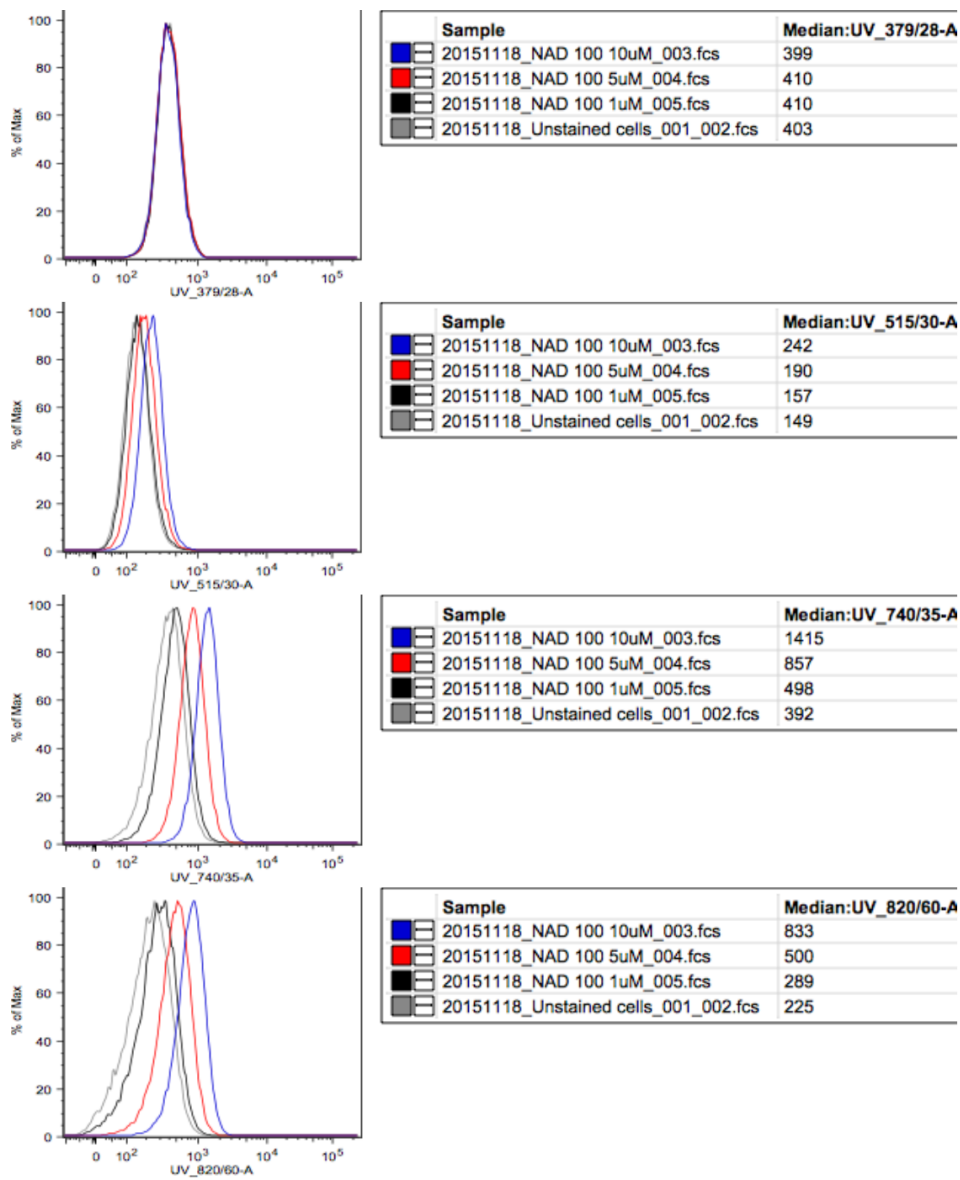 100
80
60
40
20
0
% of Max
0 10² 10³ 10⁴ 10⁵
UV_379/28-A
Sample Median:UV_379/28-A
20151118_NAD 100 10uM_003.fcs 399
20151118_NAD 100 5uM_004.fcs 410
20151118_NAD 100 1uM_005.fcs 410
20151118_Unstained cells_001_002.fcs 403
100
80
60
40
20
0
% of Max
0 10² 10³ 10⁴ 10⁵
UV_515/30-A
Sample Median:UV_515/30-A
20151118_NAD 100 10uM_003.fcs 242
20151118_NAD 100 5uM_004.fcs 190
20151118_NAD 100 1uM_005.fcs 157
20151118_Unstained cells_001_002.fcs 149
100
80
60
40
20
0
% of Max
0 10² 10³ 10⁴ 10⁵
UV_740/35-A
Sample Median:UV_740/35-A
20151118_NAD 100 10uM_003.fcs 1415
20151118_NAD 100 5uM_004.fcs 857
20151118_NAD 100 1uM_005.fcs 498
20151118_Unstained cells_001_002.fcs 392
100
80
60
40
20
0
% of Max
0 10² 10³ 10⁴ 10⁵
UV_820/60-A
Sample Median:UV_820/60-A
20151118_NAD 100 10uM_003.fcs 833
20151118_NAD 100 5uM_004.fcs 500
20151118_NAD 100 1uM_005.fcs 289
20151118_Unstained cells_001_002.fcs 225